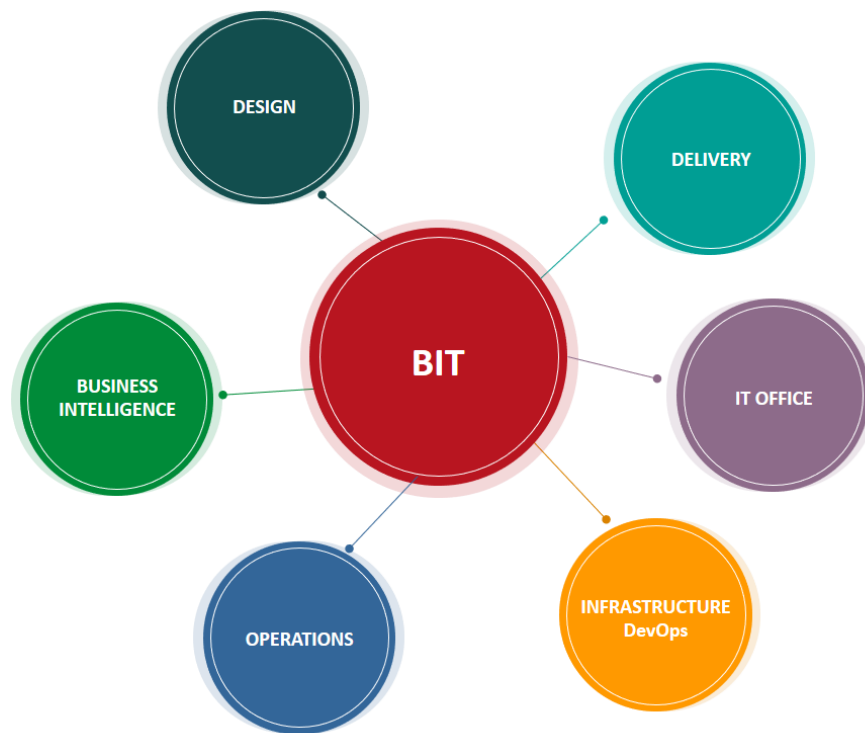 DESIGN
DELIVERY
BIT
BUSINESS
INTELLIGENCE
IT OFFICE
INFRASTRUCTURE
DevOps
OPERATIONS